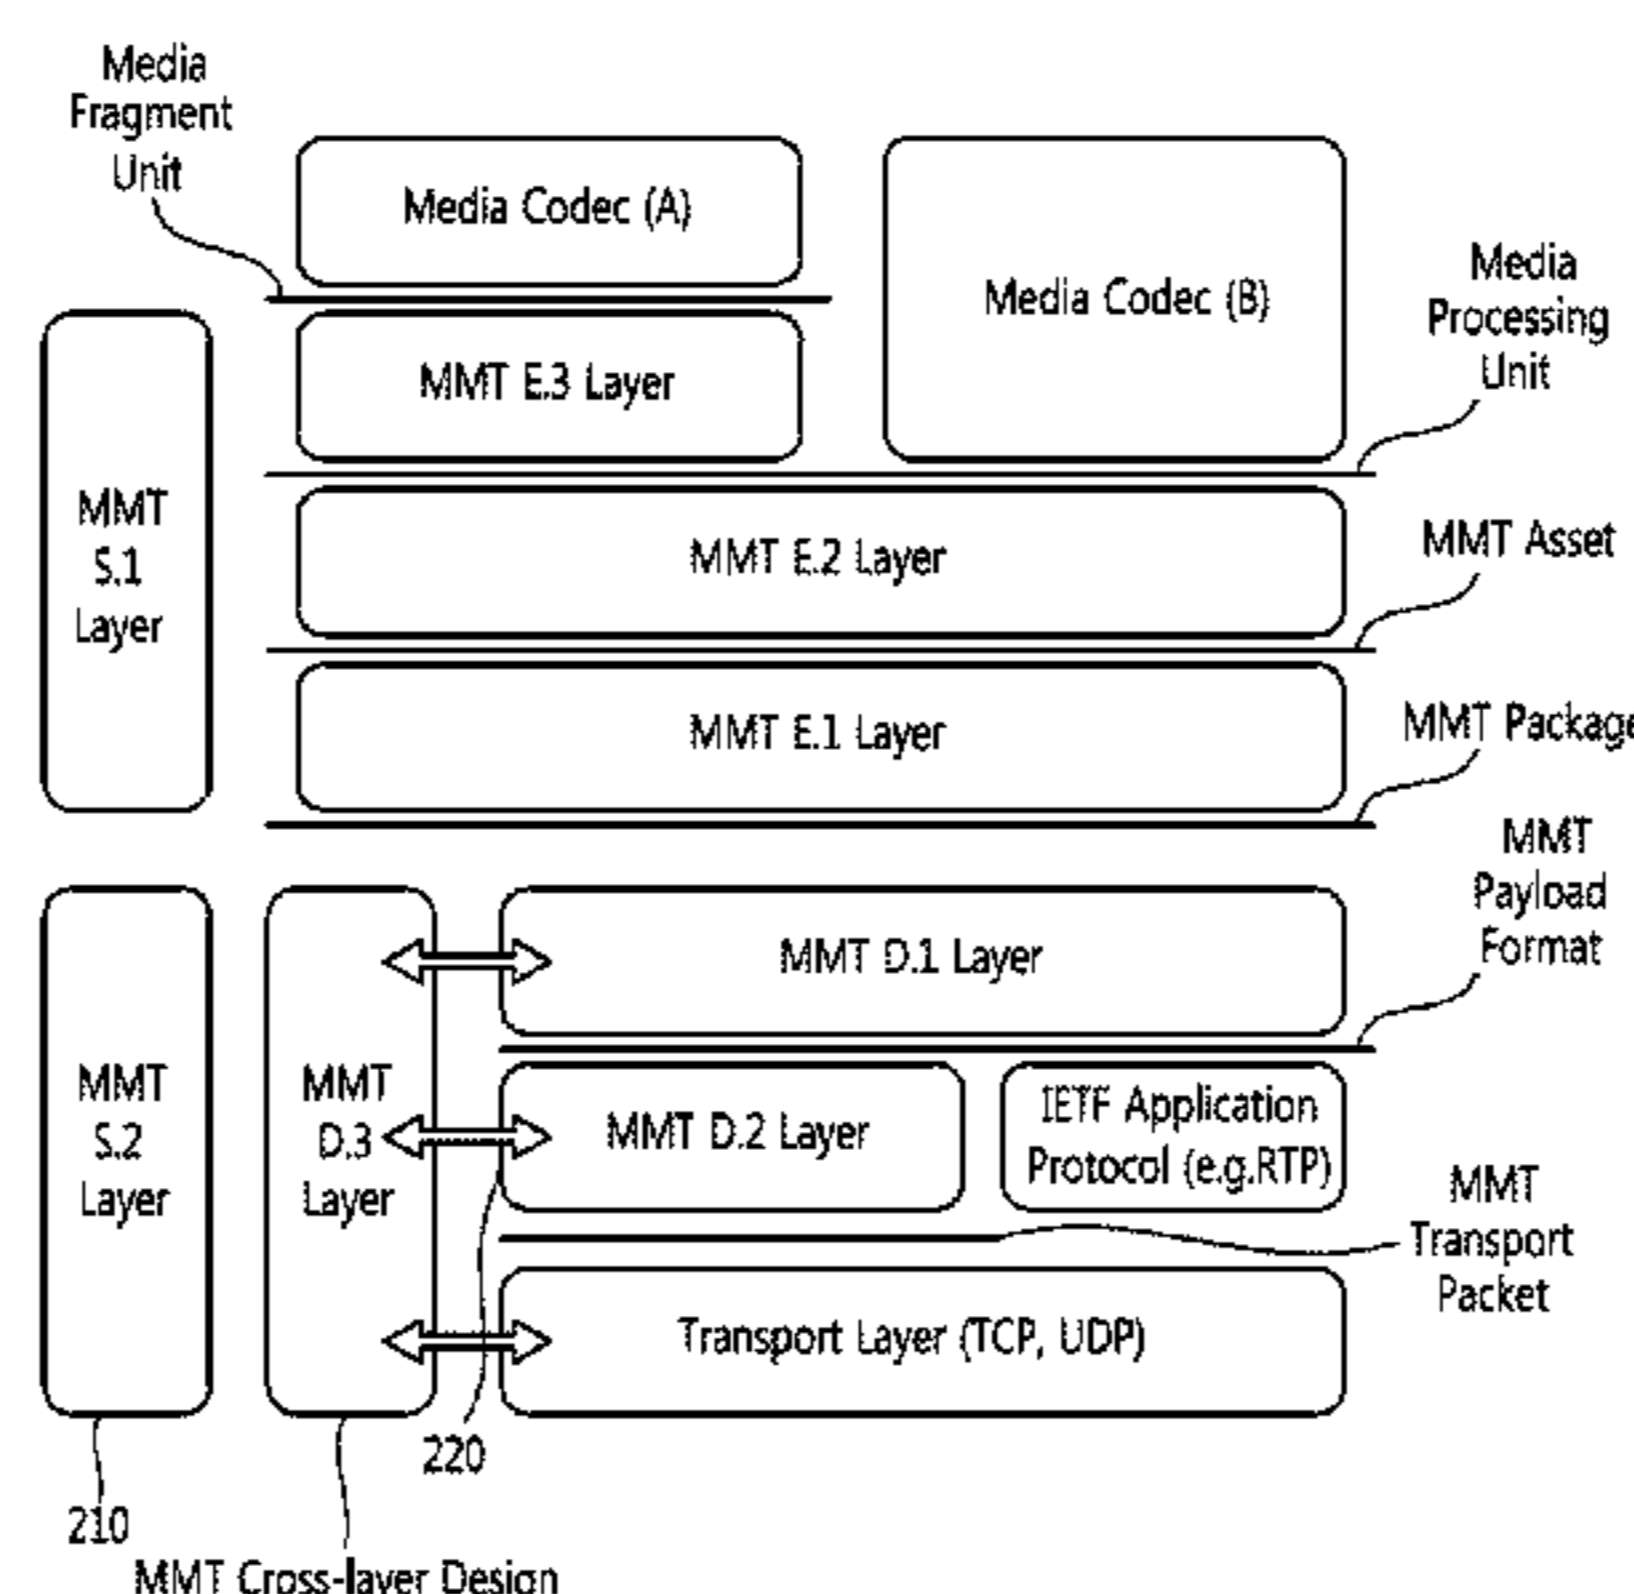 Media
Fragment
Unit
Media Codec (A)
Media Codec (B)
Media
Processing
Unit
MMT E.3 Layer
MMT
S.1
Layer
MMT E.2 Layer
MMT Asset
MMT E.1 Layer
MMT Package
MMT
Payload
Format
MMT D.1 Layer
MMT
S.2
Layer
MMT
D.3
Layer
MMT D.2 Layer
IETF Application
Protocol (e.g.RTP)
MMT
Transport
Packet
Transport Layer (TCP, UDP)
220
210
MMT Cross-layer Design